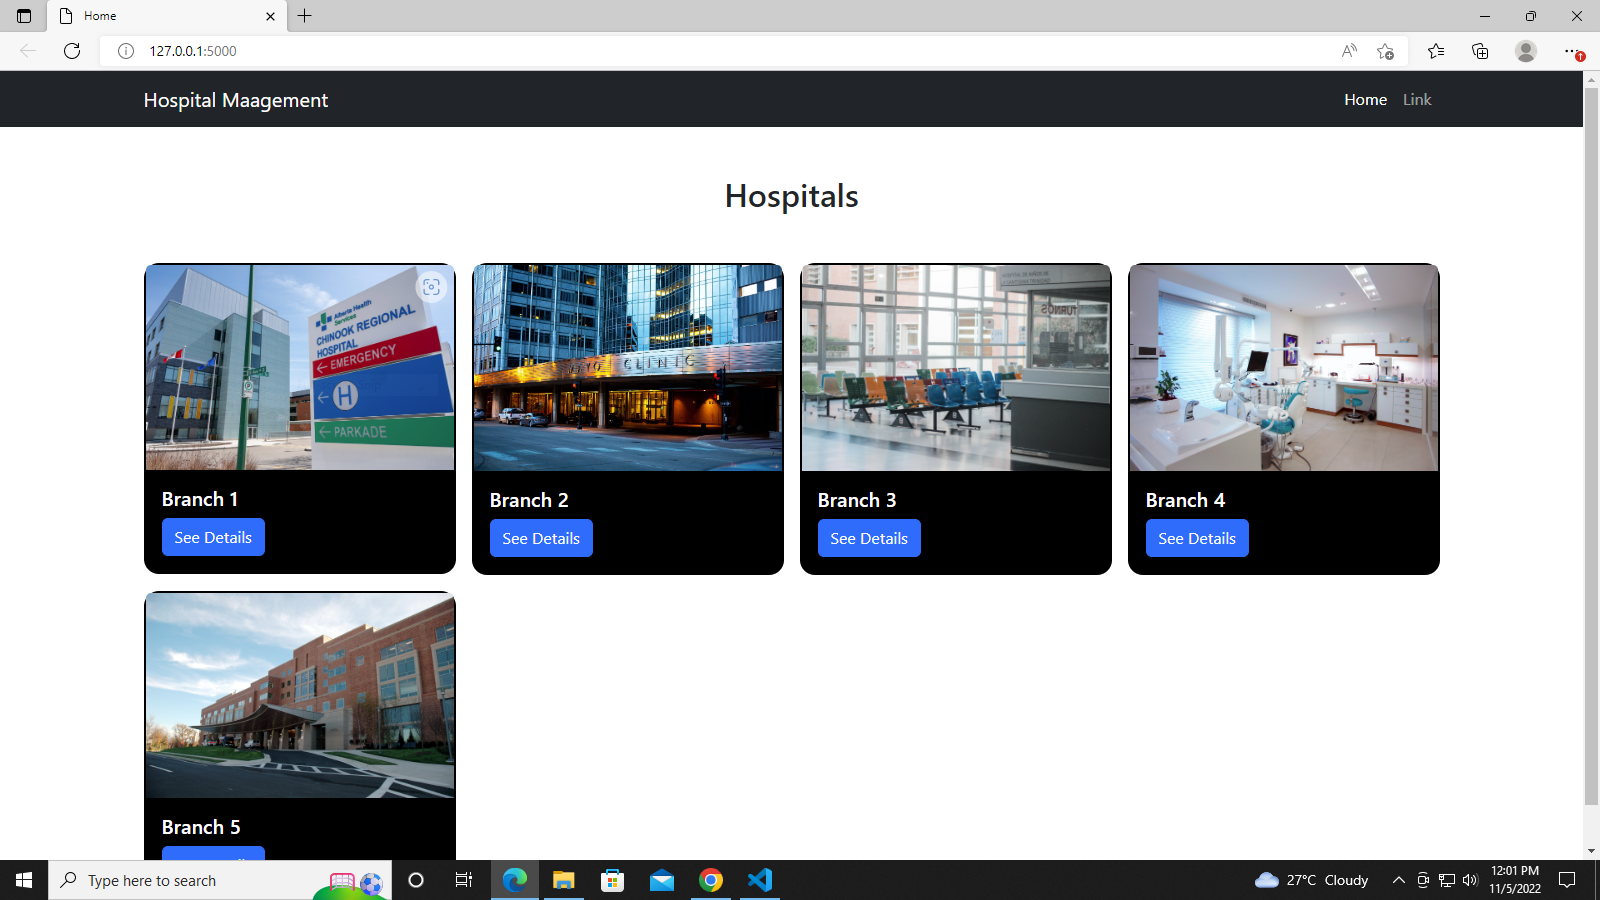 Home
127.0.0.1:5000
Hospital Maagement
Home Link
Hospitals
Alberta Health
Services
CHINOOK REGIONAL
HOSPITAL
EMERGENCY
H
PARKADE
MAYO CLINIC
TURNOS
Branch 1
See Details
Branch 2
See Details
Branch 3
See Details
Branch 4
See Details
Branch 5
Type here to search
27°C Cloudy
12:01 PM
11/5/2022